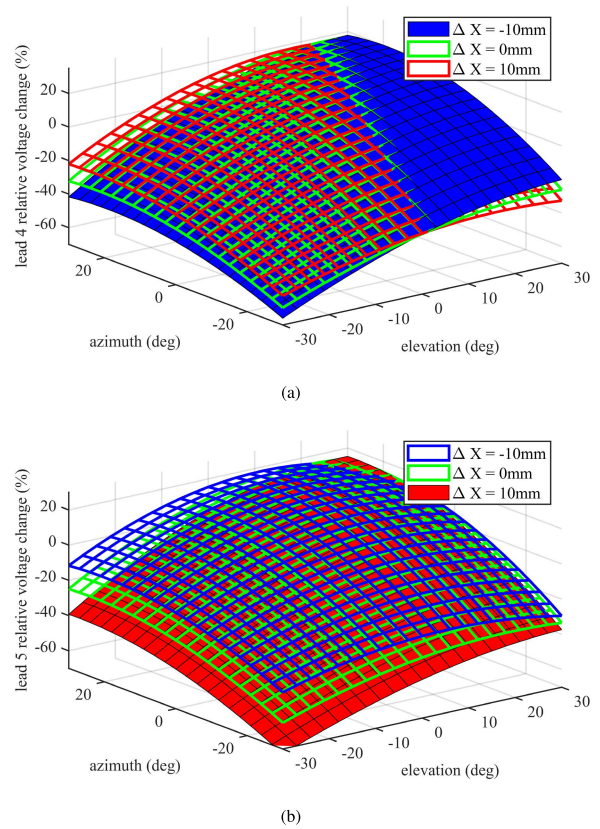 Δ X = -10mm
Δ X = 0mm
Δ X = 10mm
lead 4 relative voltage change (%)
20
0
-20
-40
-60
20
0
-20
azimuth (deg)
-30
-20
-10
0
10
20
30
elevation (deg)
(a)
Δ X = -10mm
Δ X = 0mm
Δ X = 10mm
lead 5 relative voltage change (%)
20
0
-20
-40
-60
20
0
-20
azimuth (deg)
-30
-20
-10
0
10
20
30
elevation (deg)
(b)